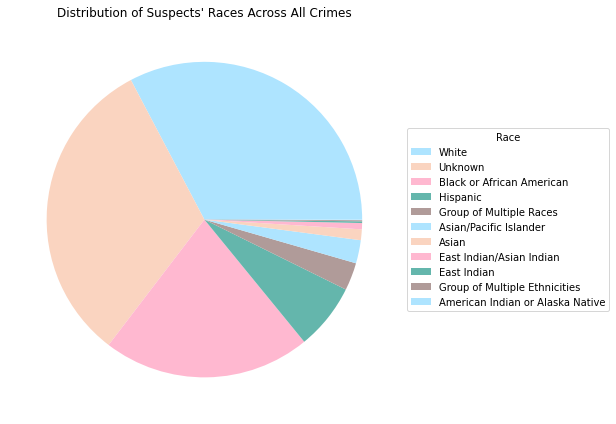 Distribution of Suspects' Races Across All Crimes
Race
White
Unknown
Black or African American
Hispanic
Group of Multiple Races
Asian/Pacific Islander
Asian
East Indian/Asian Indian
East Indian
Group of Multiple Ethnicities
American Indian or Alaska Native